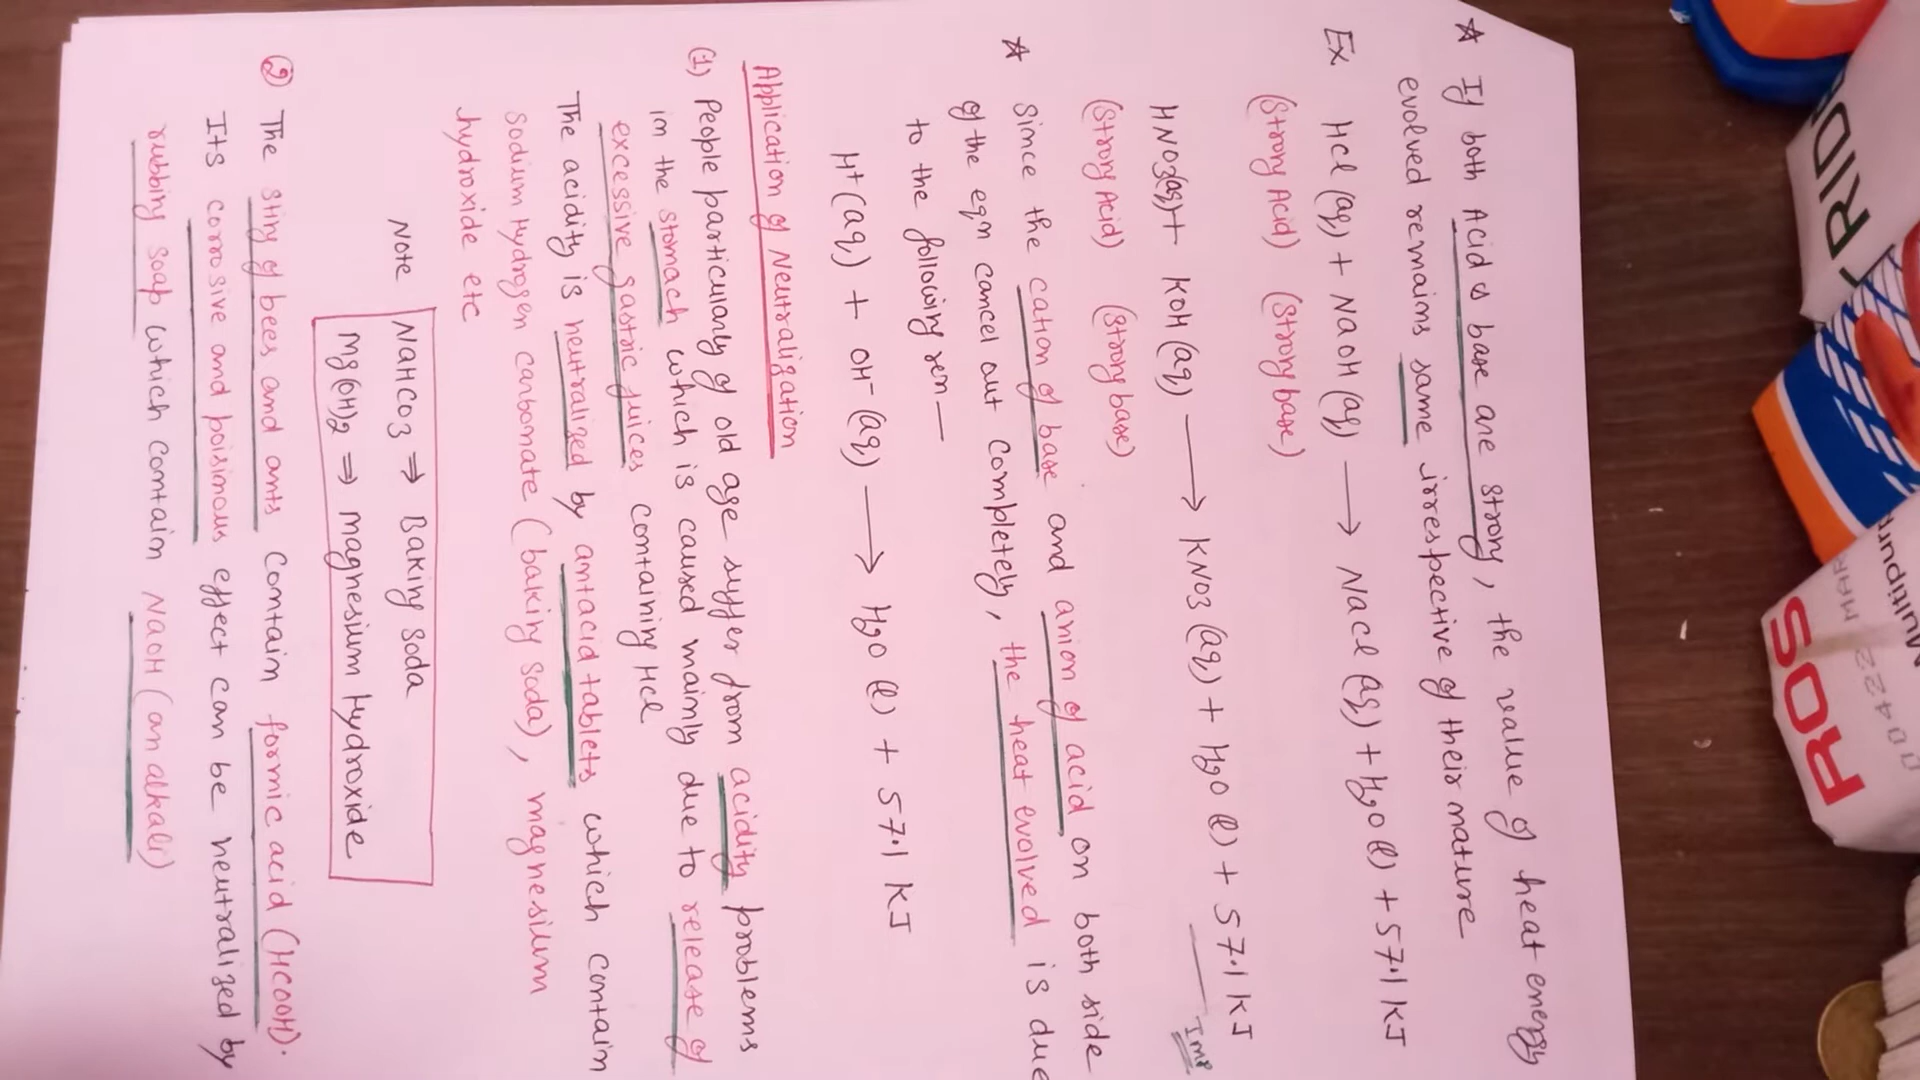 ☆ If both Acid & base are strong, the value of heat energy
evolved remains same irrespective of their nature
Ex HCl (aq) + NaOH (aq) ⟶ NaCl (aq) + H2O (l) + 57.1 KJ
(Strong Acid) (Strong base)
HNO3(aq) + KOH (aq) ⟶ KNO3 (aq) + H2O (l) + 57.1 KJ
Imp
(Strong Acid) (Strong base)
☆ Since the cation of base and anion of acid on both side
of the eqn cancel out completely, the heat evolved is due
to the following rxn —
H+ (aq) + OH- (aq) ⟶ H2O (l) + 57.1 KJ
Application of Neutralization
(1) People particularly of old age suffer from acidity problems
in the stomach which is caused mainly due to release of
excessive gastric juices containing HCl
The acidity is neutralized by antacid tablets which contain
sodium Hydrogen carbonate (baking soda), magnesium
hydroxide etc
Note NaHCO3 ⇒ Baking soda
Mg(OH)2 ⇒ magnesium Hydroxide
② The sting of bees and ants contain formic acid (HCOOH).
Its corrosive and poisinous effect can be neutralized by
rubbing soap which contain NaOH (an alkali)
ROS